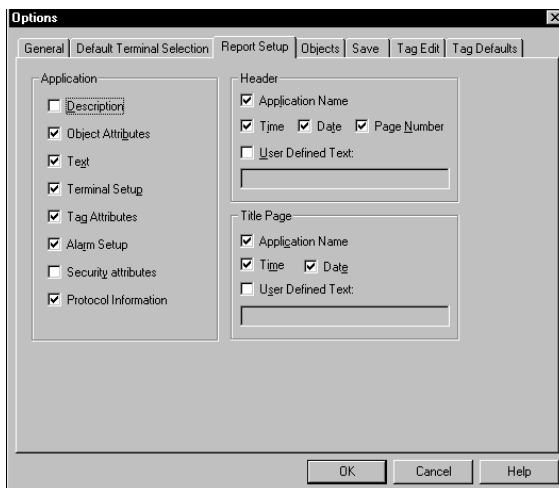 Options
General Default Terminal Selection Report Setup Objects Save Tag Edit Tag Defaults
Application
Description
Object Attributes
Text
Terminal Setup
Tag Attributes
Alarm Setup
Security attributes
Protocol Information
Header
Application Name
Time Date Page Number
User Defined Text:
Title Page
Application Name
Time Date
User Defined Text:
OK Cancel Help